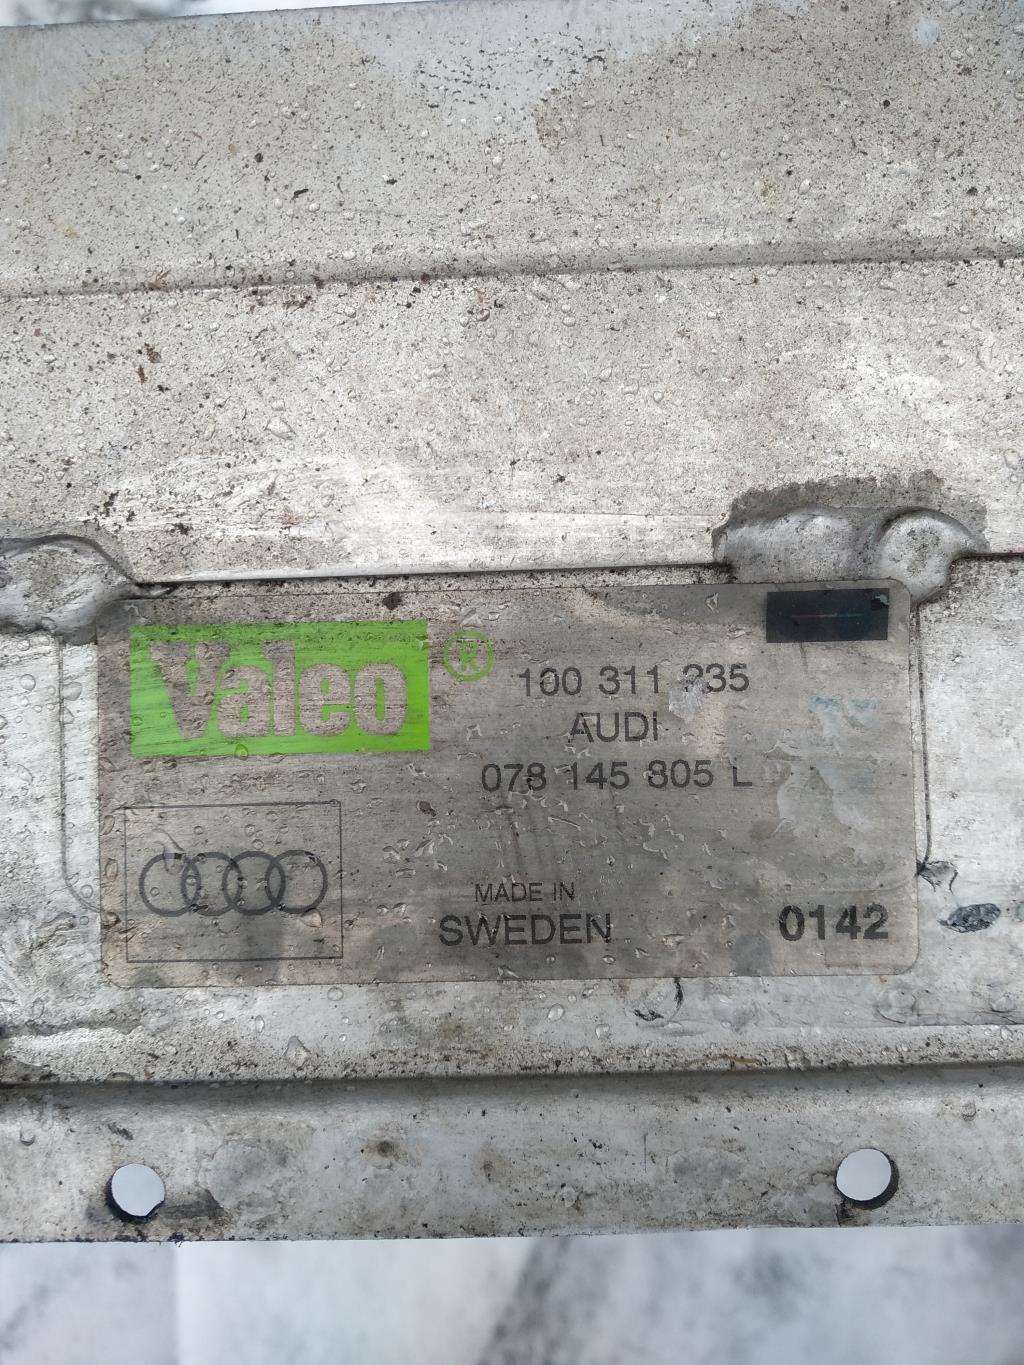 Valeo ®
100 311 235
AUDI
078 145 805 L
MADE IN
SWEDEN
0142